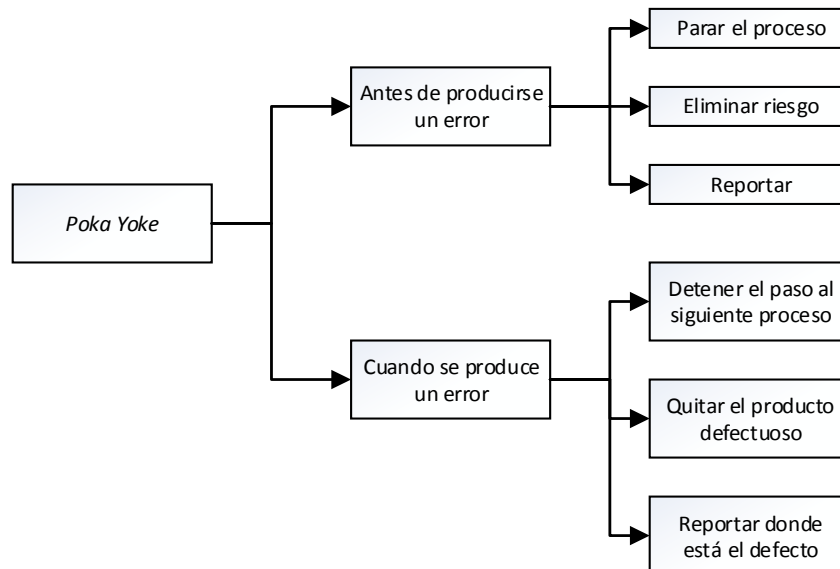 Poka Yoke
Antes de producirse
un error
Parar el proceso
Eliminar riesgo
Reportar
Cuando se produce
un error
Detener el paso al
siguiente proceso
Quitar el producto
defectuoso
Reportar donde
está el defecto